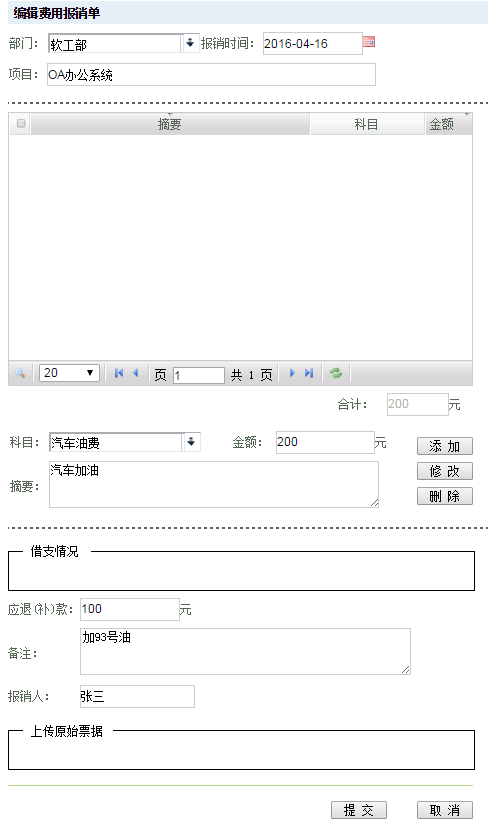 编辑费用报销单
部门： 软工部 报销时间： 2016-04-16
项目： OA办公系统
摘要 科目 金额
20 页 1 共 1 页
合计： 200 元
科目： 汽车油费 金额： 200 元 添 加
摘要： 汽车加油 修 改
删 除
借支情况
应退(补)款： 100 元
备注： 加93号油
报销人： 张三
上传原始票据
提 交 取 消